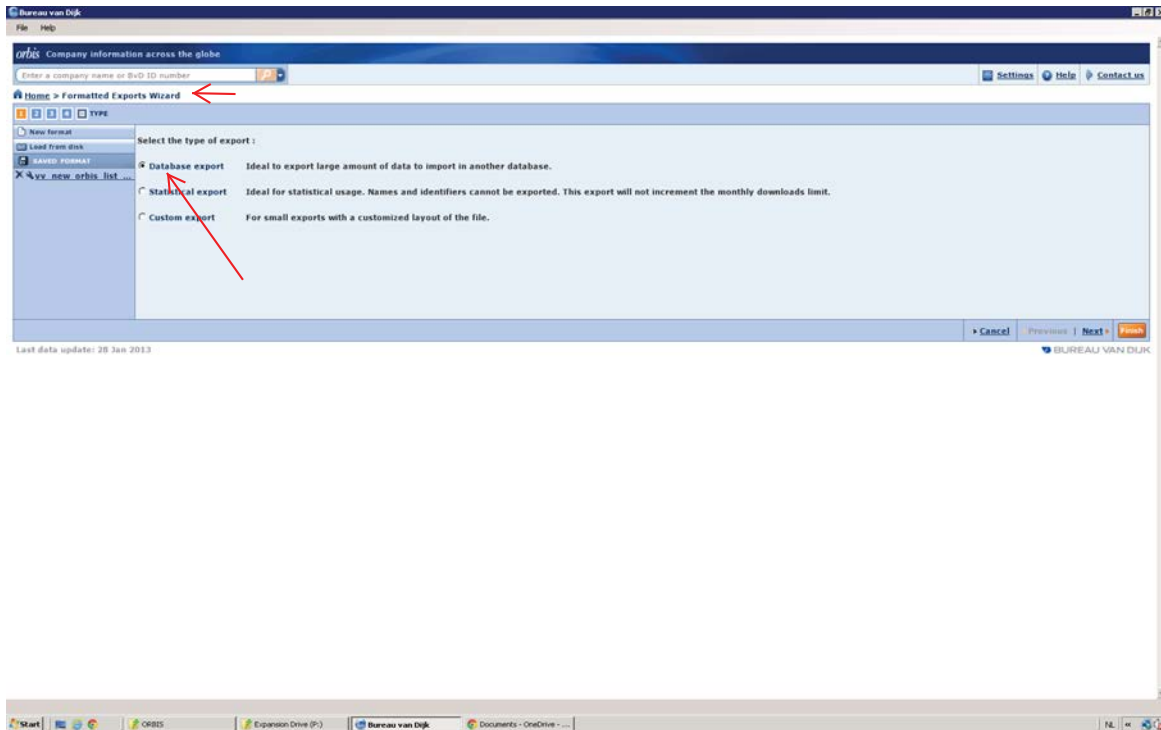 Bureau van Dijk
File Help
orbis Company information across the globe
Enter a company name or BvD ID number
Settings Help Contact us
Home > Formatted Exports Wizard
1 2 3 4 TYPE
New format
Load from disk
SAVED FORMAT
vv_new_orbis_list_...
Select the type of export :
Database export Ideal to export large amount of data to import in another database.
Statistical export Ideal for statistical usage. Names and identifiers cannot be exported. This export will not increment the monthly downloads limit.
Custom export For small exports with a customized layout of the file.
Cancel Previous | Next Finish
Last data update: 28 Jan 2013
BUREAU VAN DIJK
Start ORBIS Expansion Drive (P:) Bureau van Dijk Documents - OneDrive - ... NL «